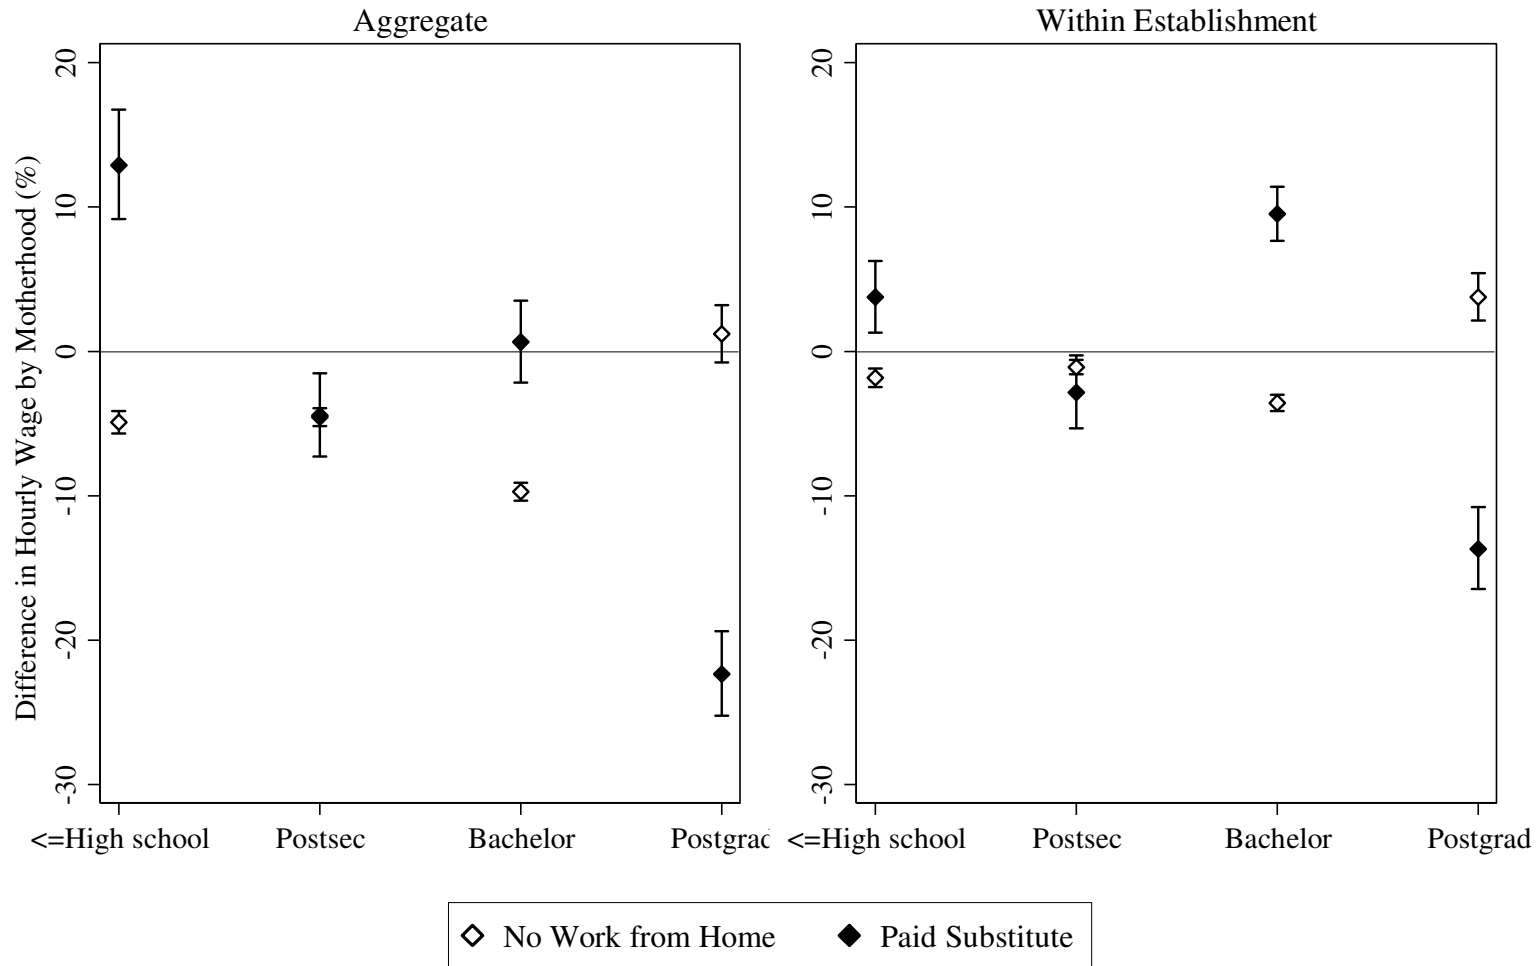 Aggregate
Within Establishment
Difference in Hourly Wage by Motherhood (%)
20
10
0
-10
-20
-30
20
10
0
-10
-20
-30
<=High school Postsec Bachelor Postgrad
<=High school Postsec Bachelor Postgrad
No Work from Home Paid Substitute